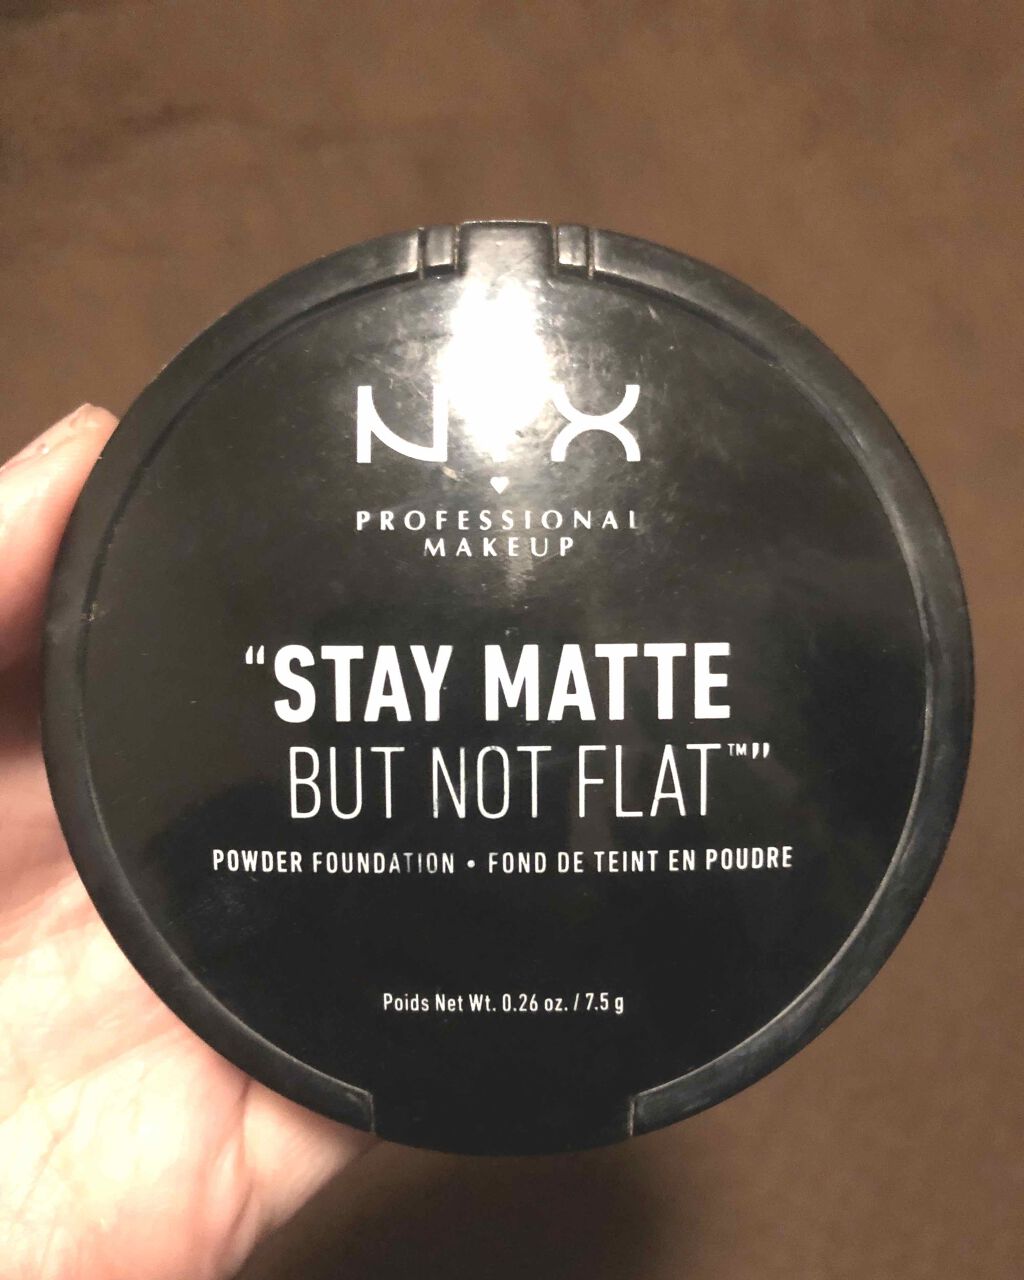 NYX
PROFESSIONAL
MAKEUP
“STAY MATTE
BUT NOT FLAT™”
POWDER FOUNDATION • FOND DE TEINT EN POUDRE
Poids Net Wt. 0.26 oz. / 7.5 g